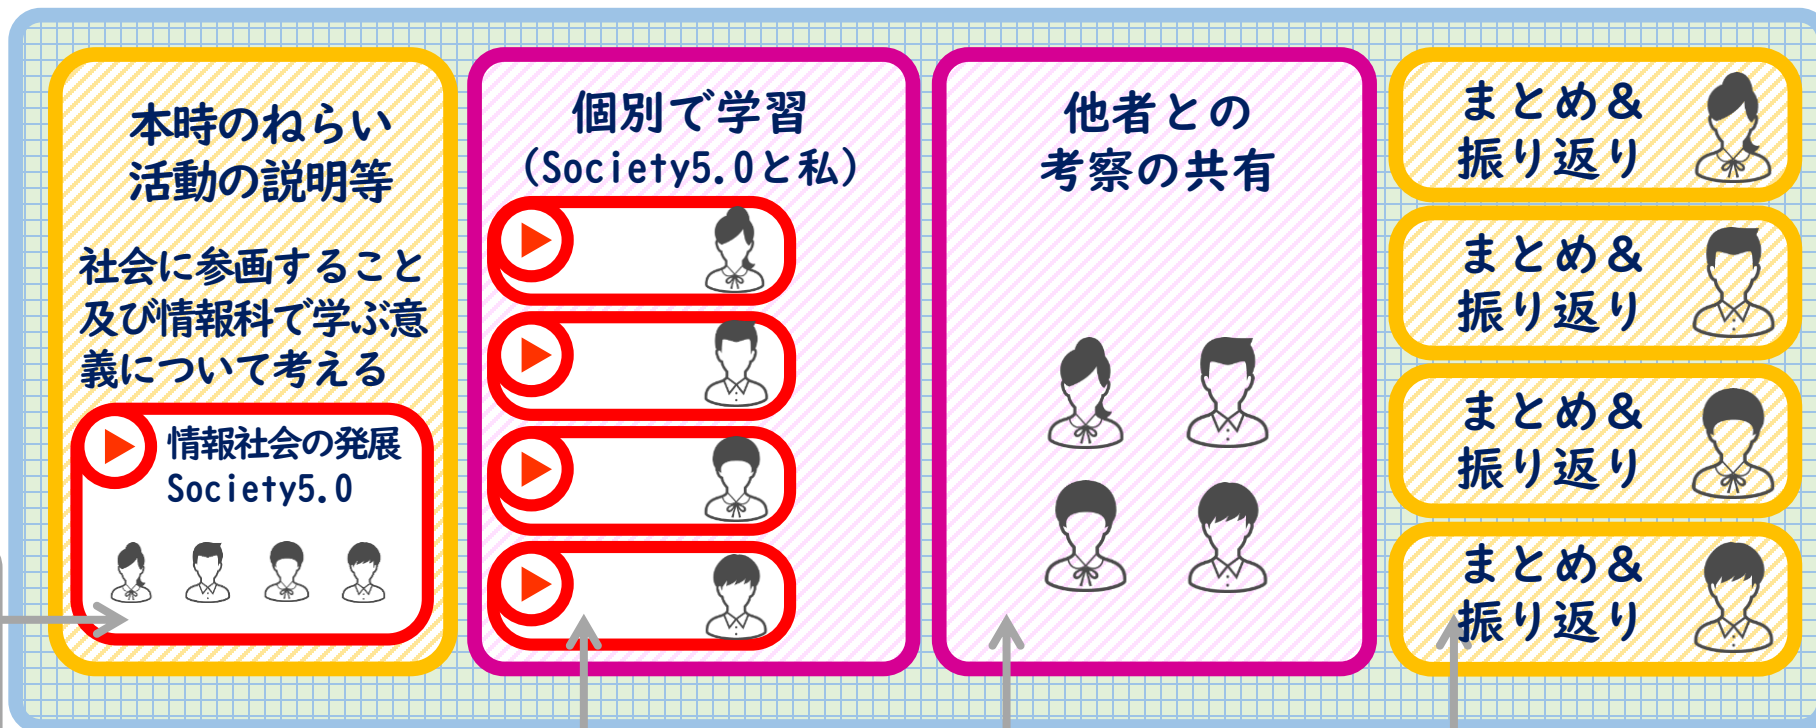 本時のねらい
活動の説明等
社会に参画すること
及び情報科で学ぶ意
義について考える
情報社会の発展
Society5.0
個別で学習
(Society5.0と私)
他者との
考察の共有
まとめ&
振り返り
まとめ&
振り返り
まとめ&
振り返り
まとめ&
振り返り